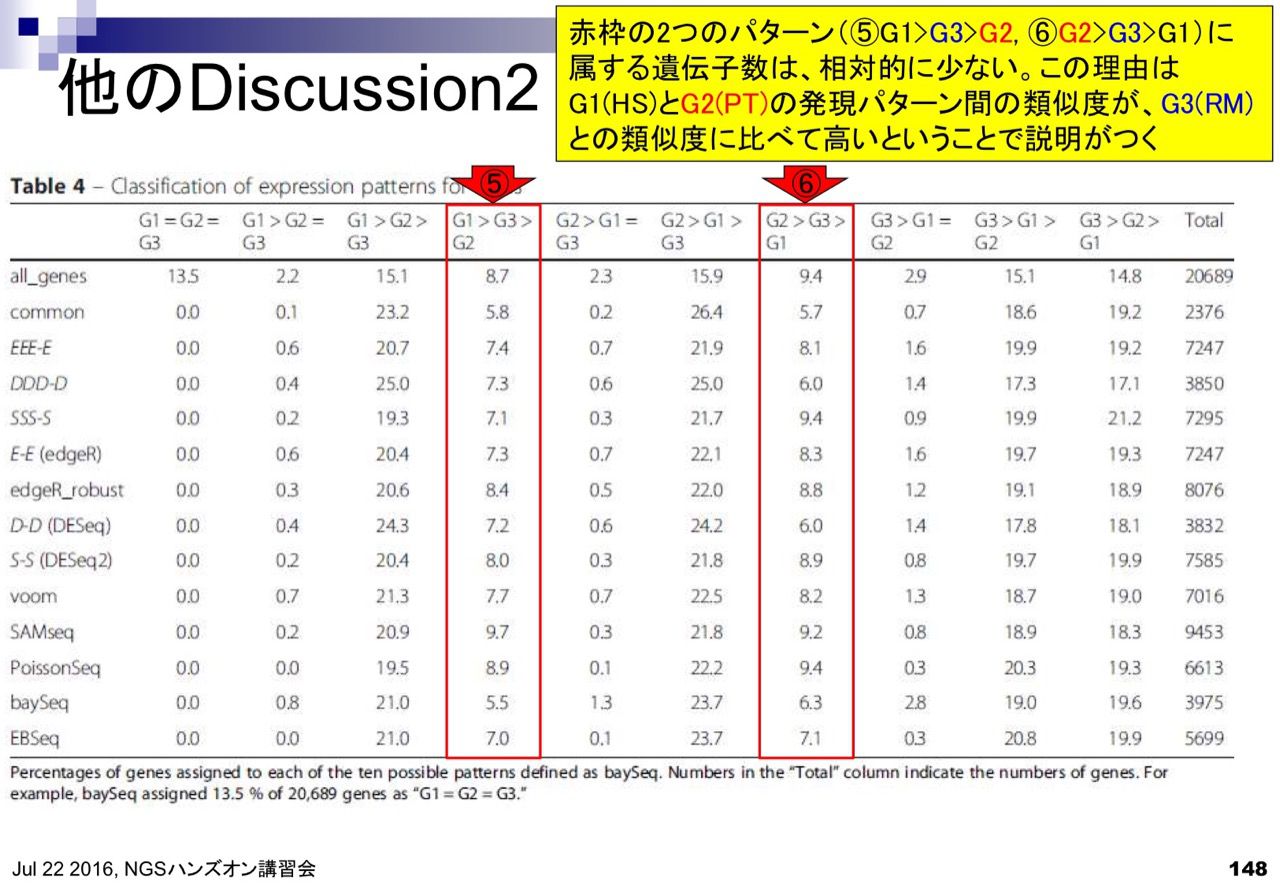 他のDiscussion2
赤枠の2つのパターン（⑤G1>G3>G2, ⑥G2>G3>G1）に
属する遺伝子数は、相対的に少ない。この理由は
G1(HS)とG2(PT)の発現パターン間の類似度が、G3(RM)
との類似度に比べて高いということで説明がつく
⑤ ⑥
Table 4 – Classification of expression patterns
G1 = G2 = G1 > G2 = G1 > G2 > G1 > G3 > G2 > G1 = G2 > G1 > G2 > G3 > G3 > G1 = G3 > G1 > G3 > G2 > Total
G3 G3 G3 G2 G3 G3 G1 G2 G2 G1
all_genes 13.5 2.2 15.1 8.7 2.3 15.9 9.4 2.9 15.1 14.8 20689
common 0.0 0.1 23.2 5.8 0.2 26.4 5.7 0.7 18.6 19.2 2376
EEE-E 0.0 0.6 20.7 7.4 0.7 21.9 8.1 1.6 19.9 19.2 7247
DDD-D 0.0 0.4 25.0 7.3 0.6 25.0 6.0 1.4 17.3 17.1 3850
SSS-S 0.0 0.2 19.3 7.1 0.3 21.7 9.4 0.9 19.9 21.2 7295
E-E (edgeR) 0.0 0.6 20.4 7.3 0.7 22.1 8.3 1.6 19.7 19.3 7247
edgeR_robust 0.0 0.3 20.6 8.4 0.5 22.0 8.8 1.2 19.1 18.9 8076
D-D (DESeq) 0.0 0.4 24.3 7.2 0.6 24.2 6.0 1.4 17.8 18.1 3832
S-S (DESeq2) 0.0 0.2 20.4 8.0 0.3 21.8 8.9 0.8 19.7 19.9 7585
voom 0.0 0.7 21.3 7.7 0.7 22.5 8.2 1.3 18.7 19.0 7016
SAMseq 0.0 0.2 20.9 9.7 0.3 21.8 9.2 0.8 18.9 18.3 9453
PoissonSeq 0.0 0.0 19.5 8.9 0.1 22.2 9.4 0.3 20.3 19.3 6613
baySeq 0.0 0.8 21.0 5.5 1.3 23.7 6.3 2.8 19.0 19.6 3975
EBSeq 0.0 0.0 21.0 7.0 0.1 23.7 7.1 0.3 20.8 19.9 5699
Percentages of genes assigned to each of the ten possible patterns defined as baySeq. Numbers in the “Total” column indicate the numbers of genes. For
example, baySeq assigned 13.5 % of 20,689 genes as “G1 = G2 = G3.”
Jul 22 2016, NGSハンズオン講習会
148